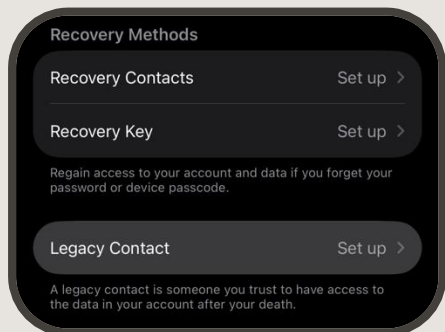 Recovery Methods
Recovery Contacts Set up >
Recovery Key Set up >
Regain access to your account and data if you forget your
password or device passcode.
Legacy Contact Set up >
A legacy contact is someone you trust to have access to
the data in your account after your death.